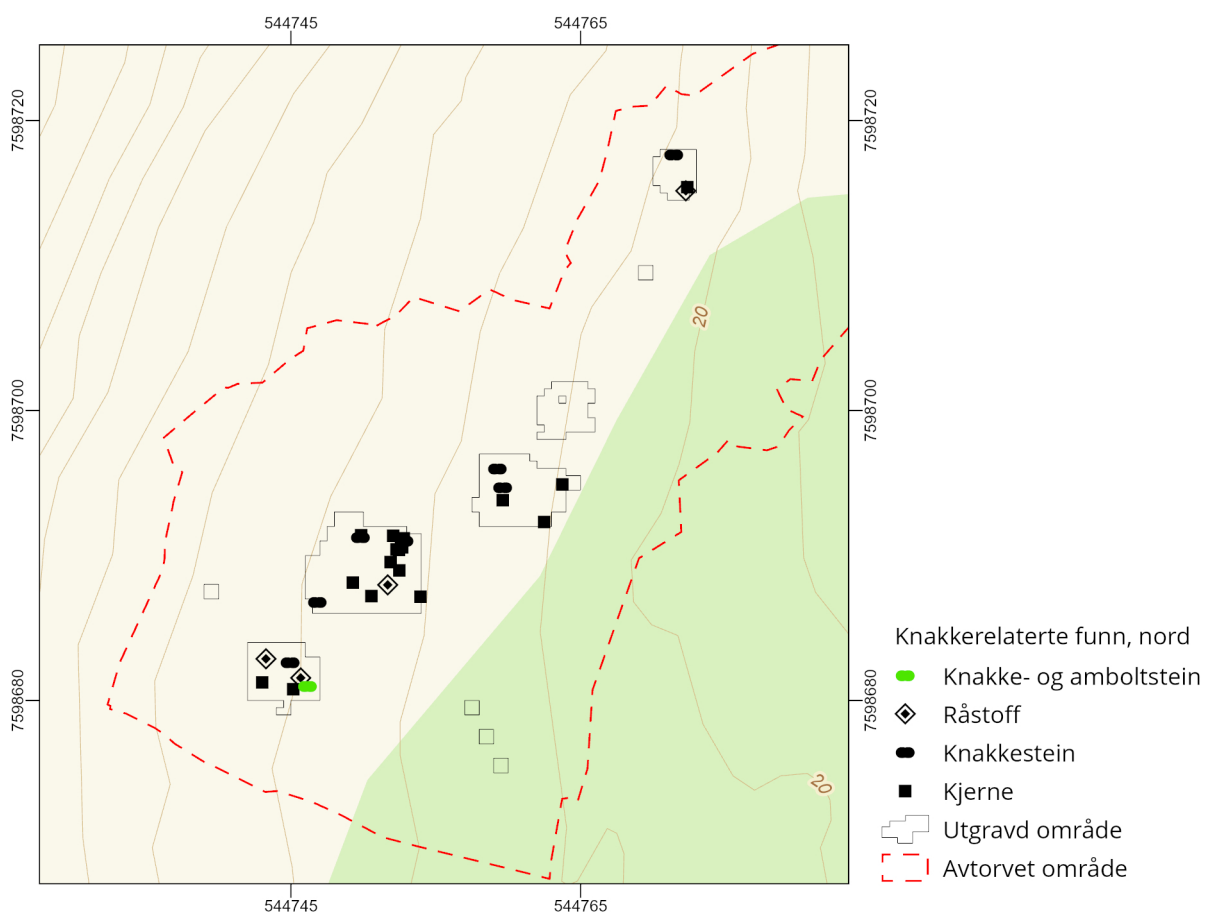 544745 544765
7598720 7598720
20
7598700 7598700
Knakkerelaterte funn, nord
Knakke- og amboltstein
7598680 7598680
Råstoff
Knakkestein
20
Kjerne
Utgravd område
Avtorvet område
544745 544765